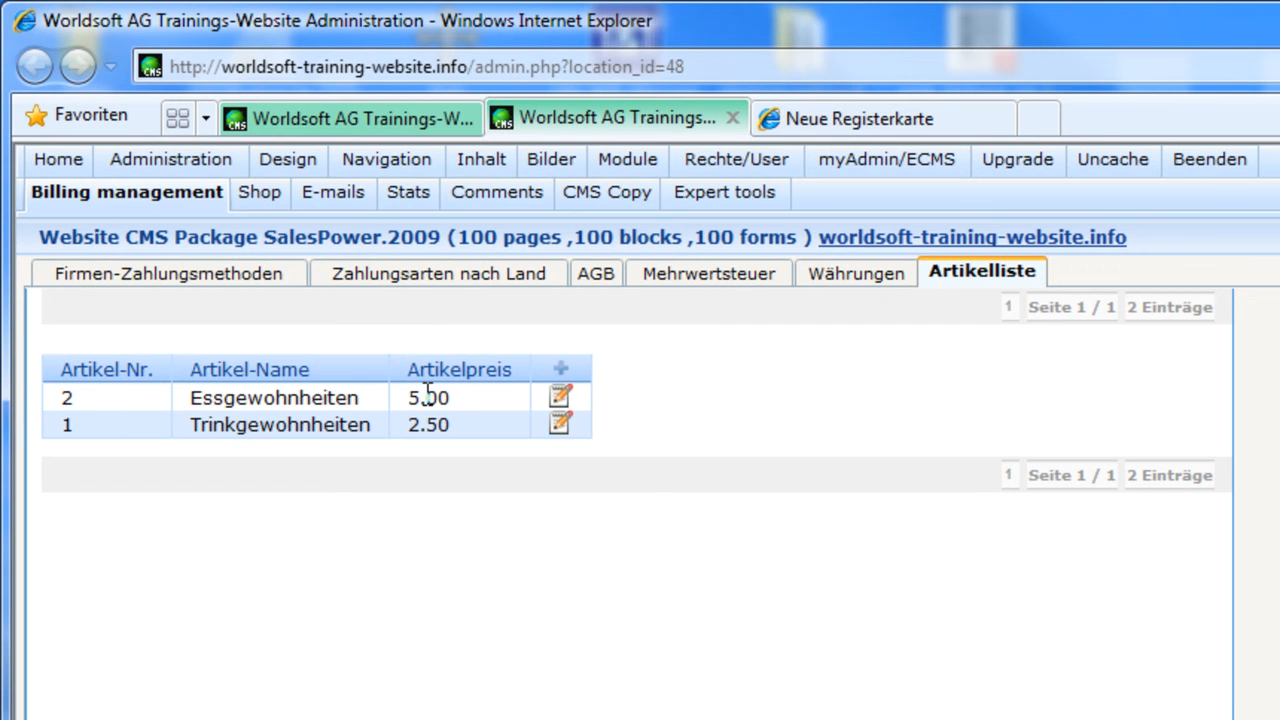 Worldsoft AG Trainings-Website Administration - Windows Internet Explorer
http://worldsoft-training-website.info/admin.php?location_id=48
Favoriten Worldsoft AG Trainings-W... Worldsoft AG Trainings... Neue Registerkarte
Home Administration Design Navigation Inhalt Bilder Module Rechte/User myAdmin/ECMS Upgrade Uncache Beenden
Billing management Shop E-mails Stats Comments CMS Copy Expert tools
Website CMS Package SalesPower.2009 (100 pages ,100 blocks ,100 forms ) worldsoft-training-website.info
Firmen-Zahlungsmethoden Zahlungsarten nach Land AGB Mehrwertsteuer Währungen Artikelliste
1 Seite 1 / 1 2 Einträge
Artikel-Nr. Artikel-Name Artikelpreis
2 Essgewohnheiten 5.00
1 Trinkgewohnheiten 2.50
1 Seite 1 / 1 2 Einträge